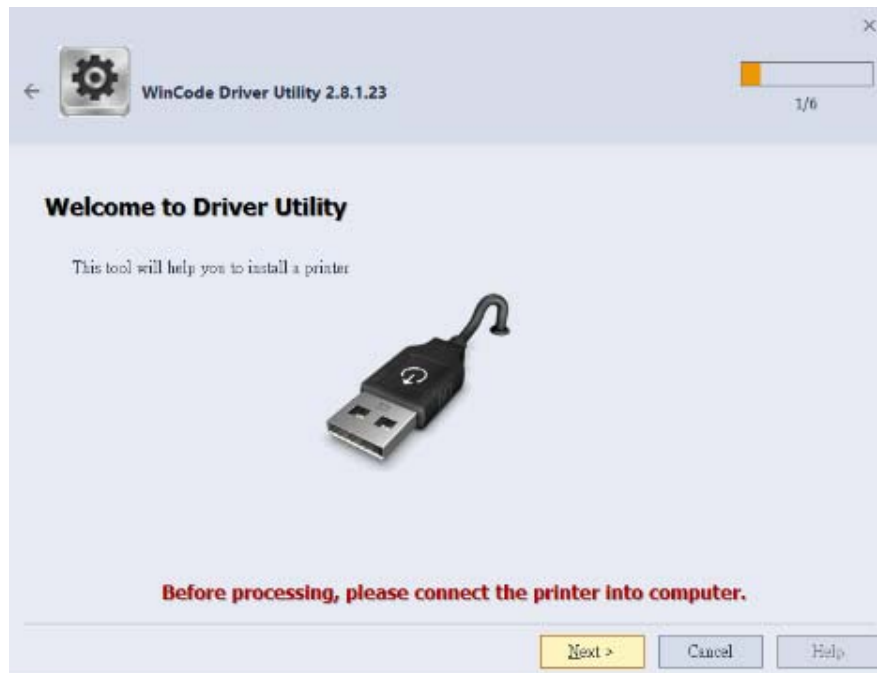 WinCode Driver Utility 2.8.1.23
1/6
Welcome to Driver Utility
This tool will help you to install a printer
Before processing, please connect the printer into computer.
Next >
Cancel
Help